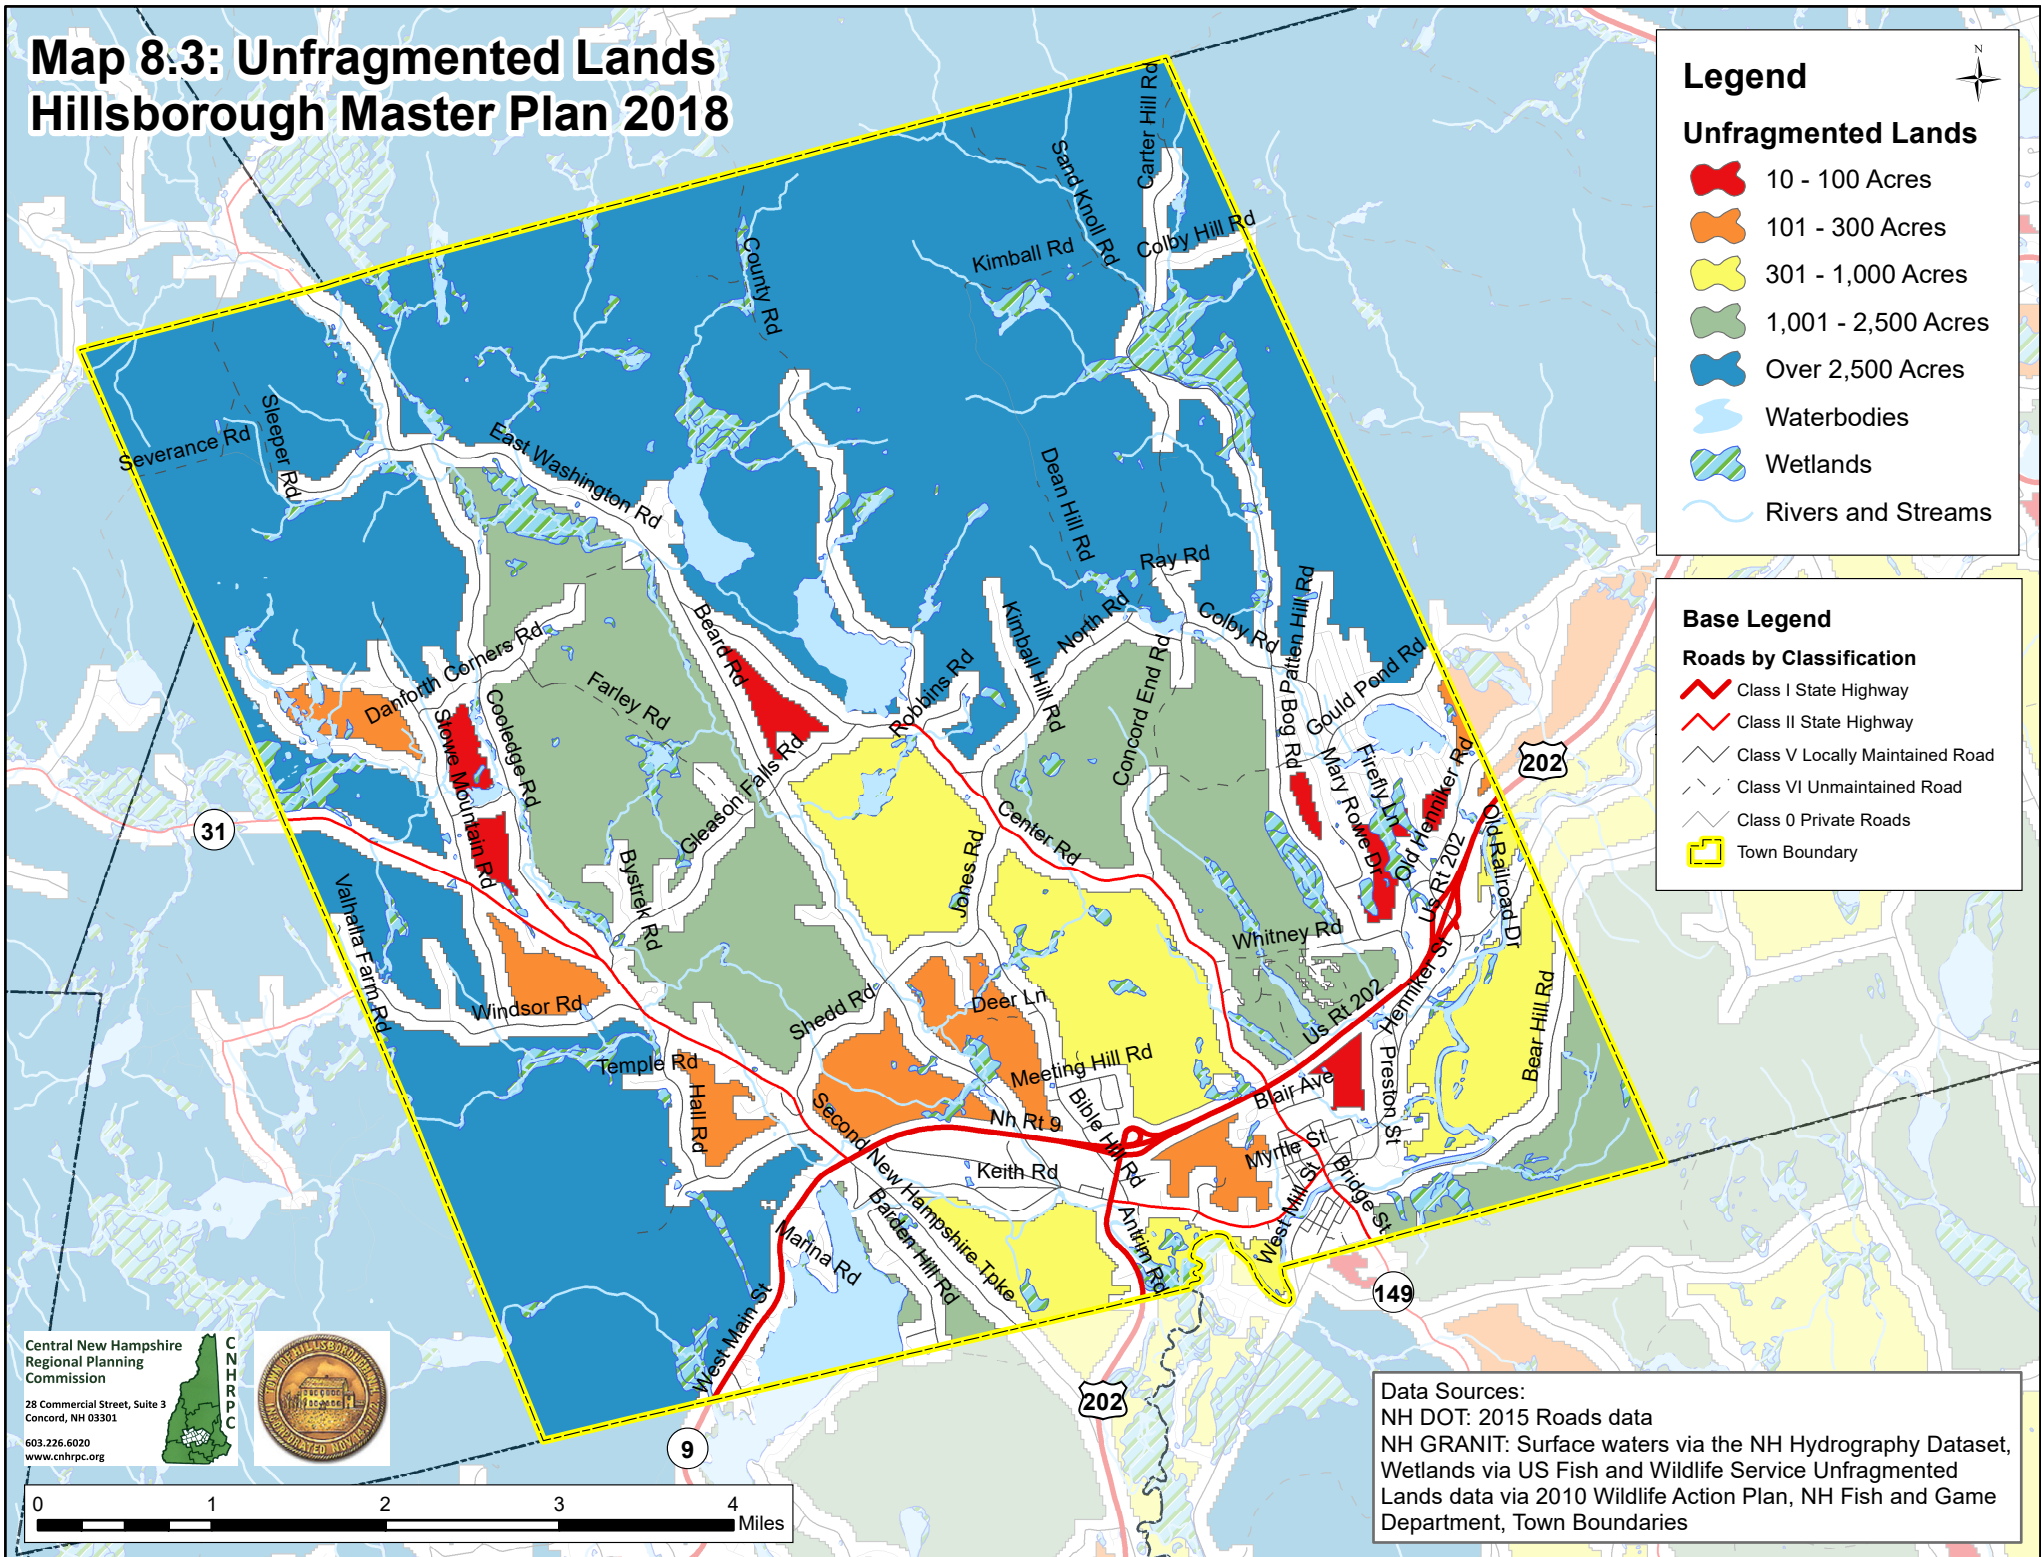 Map 8.3: Unfragmented Lands
Hillsborough Master Plan 2018
Legend
N
Unfragmented Lands
10 - 100 Acres
101 - 300 Acres
301 - 1,000 Acres
1,001 - 2,500 Acres
Over 2,500 Acres
Waterbodies
Wetlands
Rivers and Streams
Base Legend
Roads by Classification
Class I State Highway
Class II State Highway
Class V Locally Maintained Road
Class VI Unmaintained Road
Class 0 Private Roads
Town Boundary
Carter Hill Rd
Sand Knoll Rd
Colby Hill Rd
Kimball Rd
County Rd
Sleeper Rd
Severance Rd
East Washington Rd
Dean Hill Rd
Ray Rd
North Rd
Colby Rd
Patten Hill Rd
Kimball Hill Rd
Concord End Rd
Beard Rd
Robbins Rd
Danforth Corners Rd
Farley Rd
Cooledge Rd
Stowe Mountain Rd
Gould Pond Rd
Bog Rd
Mary Rowe Dr
Firefly Ln
Old Henniker Rd
202
31
Gleason Falls Rd
Center Rd
Jones Rd
Bystrek Rd
Valhalla Farm Rd
Us Rt 202
Old Railroad Dr
Whitney Rd
Henniker St
Us Rt 202
Bear Hill Rd
Windsor Rd
Shedd Rd
Deer Ln
Temple Rd
Hall Rd
Meeting Hill Rd
Bible Hill Rd
Blair Ave
Preston St
Second New Hampshire Tpke
Nh Rt 9
Keith Rd
Myrtle St
Bridge St
West Mill St
Barden Hill Rd
Marina Rd
Antrim Rd
West Main St
149
202
9
Central New Hampshire
Regional Planning
Commission
28 Commercial Street, Suite 3
Concord, NH 03301
603.226.6020
www.cnhrpc.org
CNHRPC
TOWN OF HILLSBOROUGH, N.H.
INCORPORATED NOV. 14, 1772
0 1 2 3 4
Miles
Data Sources:
NH DOT: 2015 Roads data
NH GRANIT: Surface waters via the NH Hydrography Dataset,
Wetlands via US Fish and Wildlife Service Unfragmented
Lands data via 2010 Wildlife Action Plan, NH Fish and Game
Department, Town Boundaries